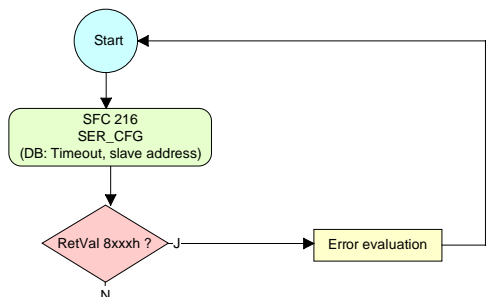 Start
SFC 216
SER_CFG
(DB: Timeout, slave address)
RetVal 8xxxh ?
J
Error evaluation
N